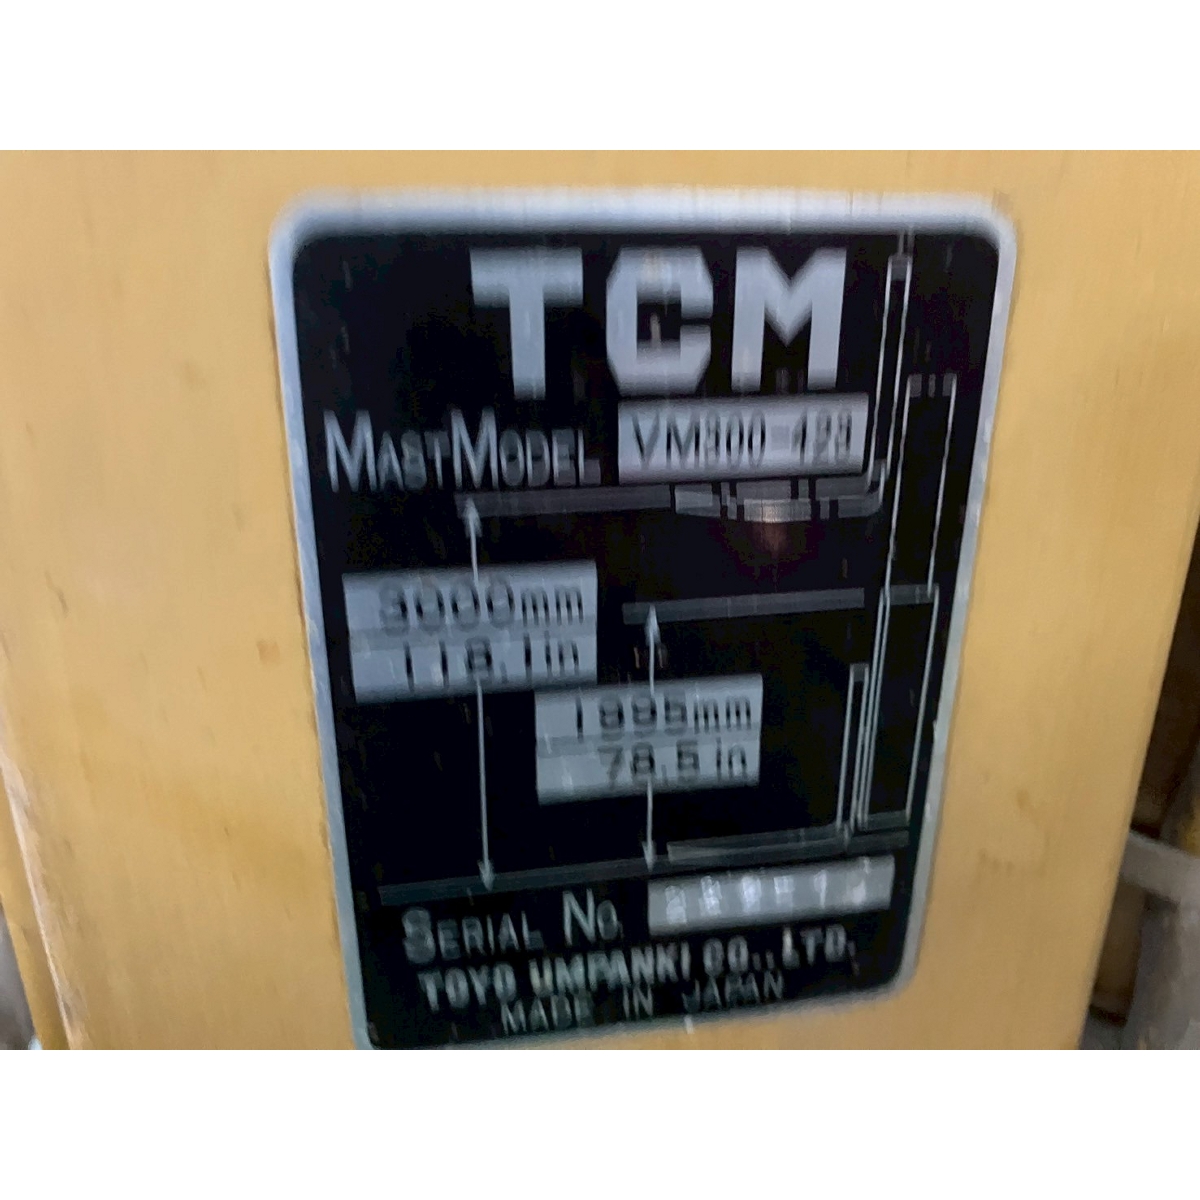 TCM
MAST MODEL
3000mm
118.1in
1995mm
78.5in
SERIAL NO.
TOYO UMPANKI CO., LTD.
MADE IN JAPAN